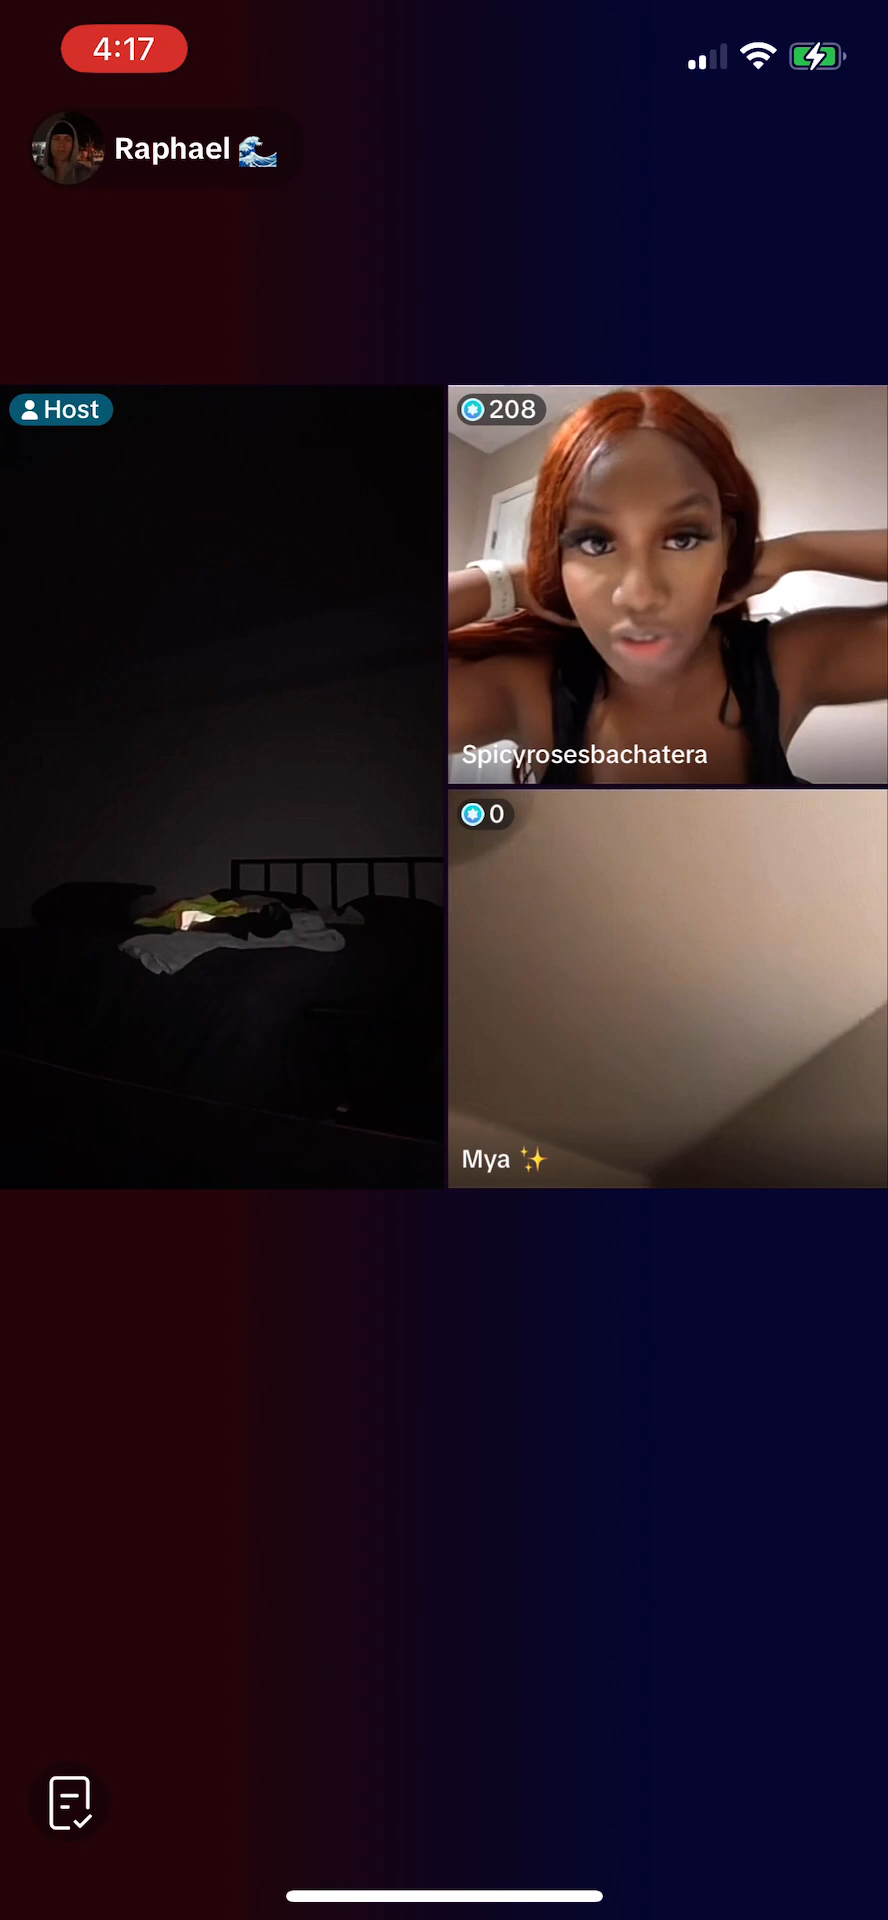 4:17
Raphael 🌊
Host
208
Spicyrosesbachatera
0
Mya ✨